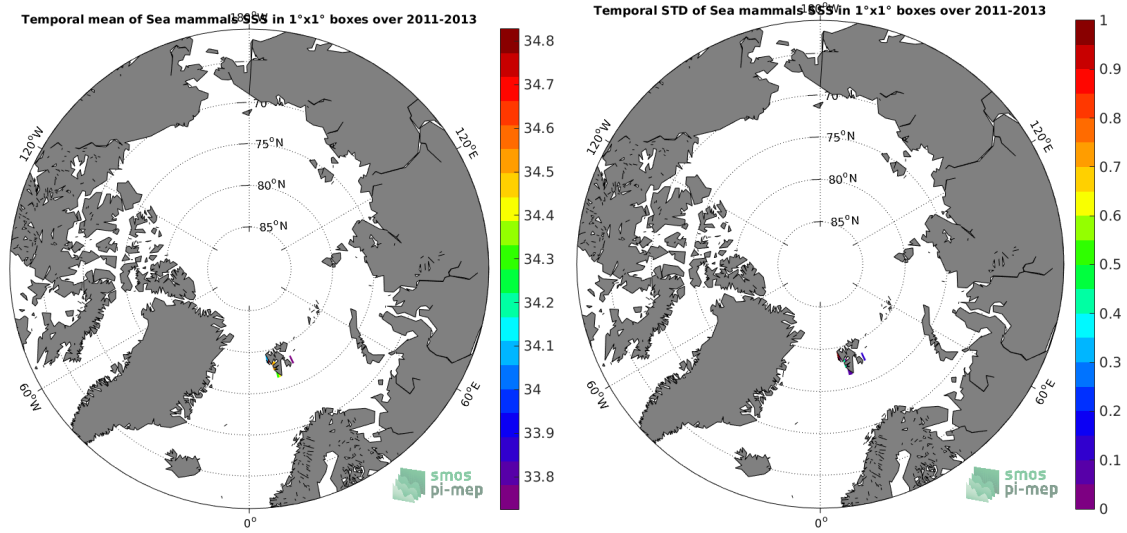 Temporal mean of Sea mammals SSS in 1°x1° boxes over 2011-2013
180°W
120°W
120°E
70
75°N
80°N
85°N
60°W
60°E
0°
smos
pi-mep
34.8
34.7
34.6
34.5
34.4
34.3
34.2
34.1
34
33.9
33.8
Temporal STD of Sea mammals SSS in 1°x1° boxes over 2011-2013
180°W
120°W
120°E
70
75°N
80°N
85°N
60°W
60°E
0°
smos
pi-mep
1
0.9
0.8
0.7
0.6
0.5
0.4
0.3
0.2
0.1
0